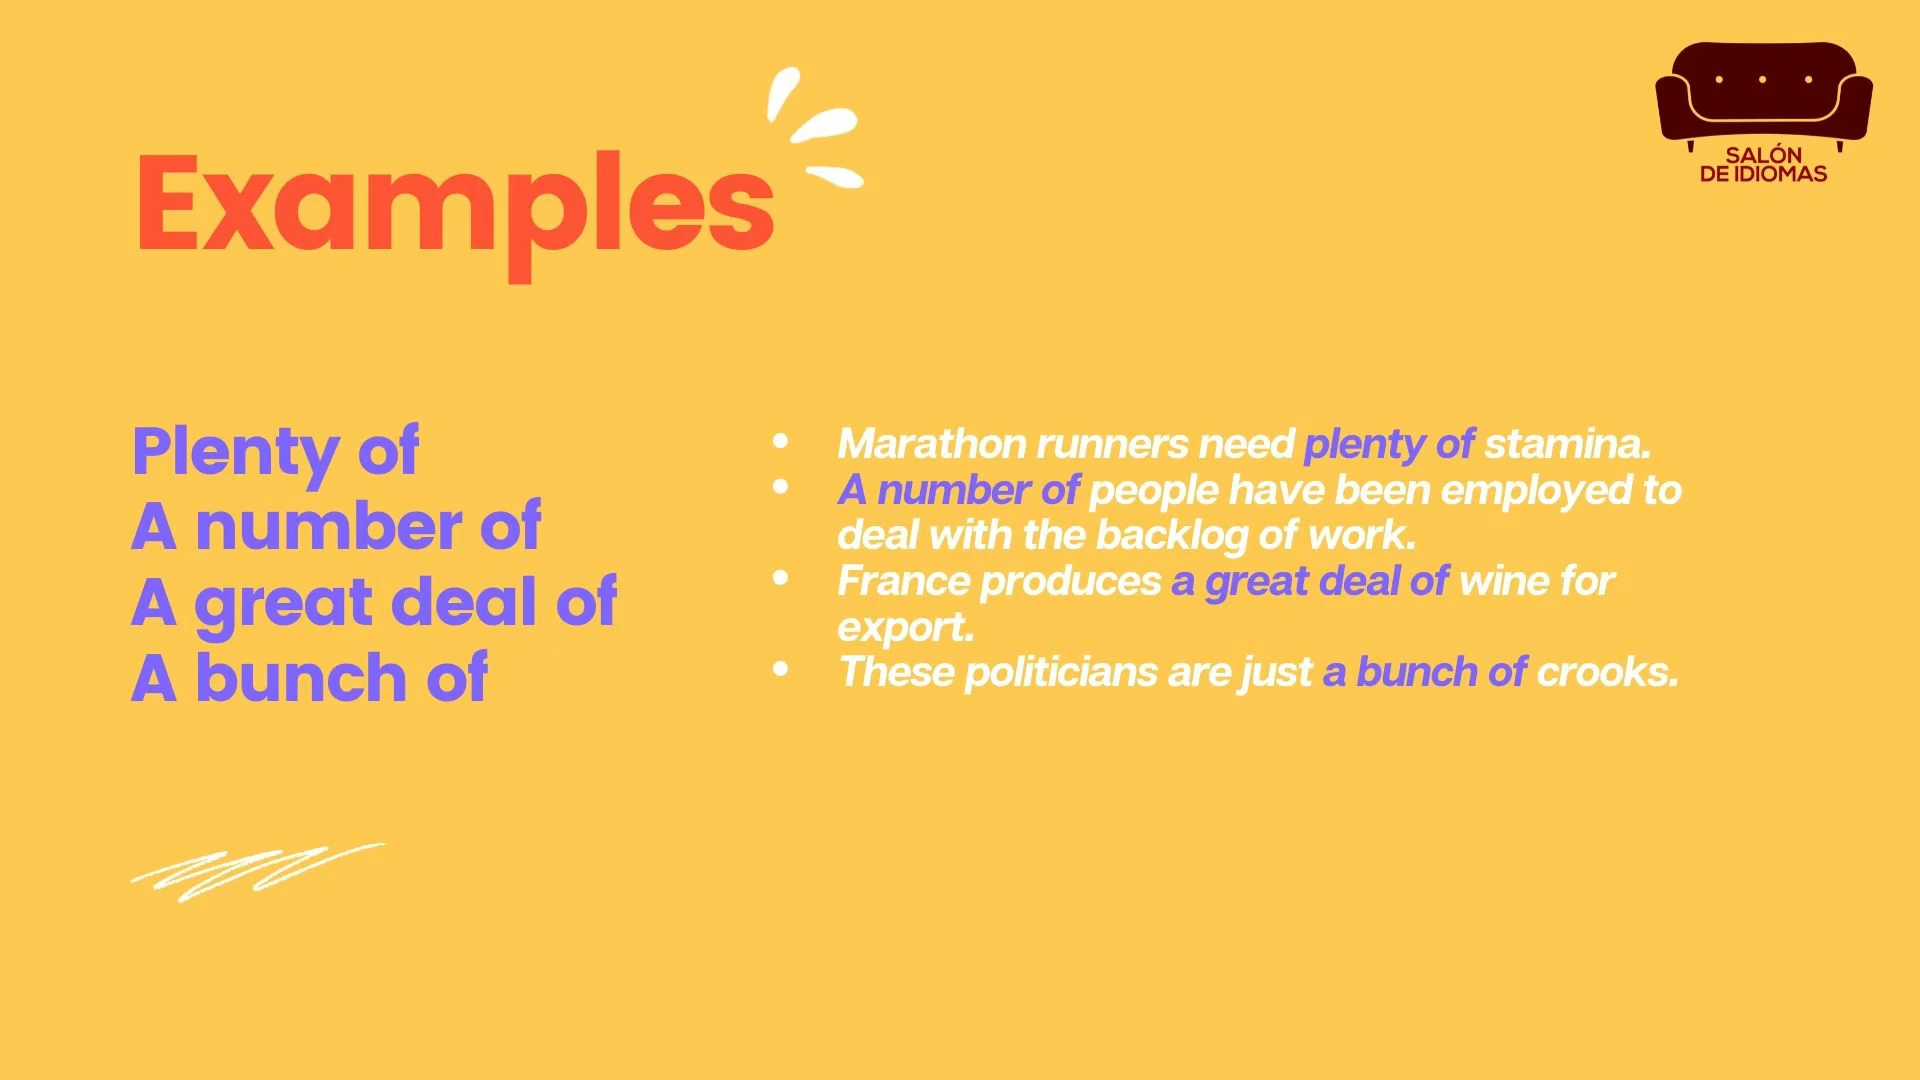 SALÓN
DE IDIOMAS
Examples
Plenty of
A number of
A great deal of
A bunch of
Marathon runners need plenty of stamina.
A number of people have been employed to
deal with the backlog of work.
France produces a great deal of wine for
export.
These politicians are just a bunch of crooks.